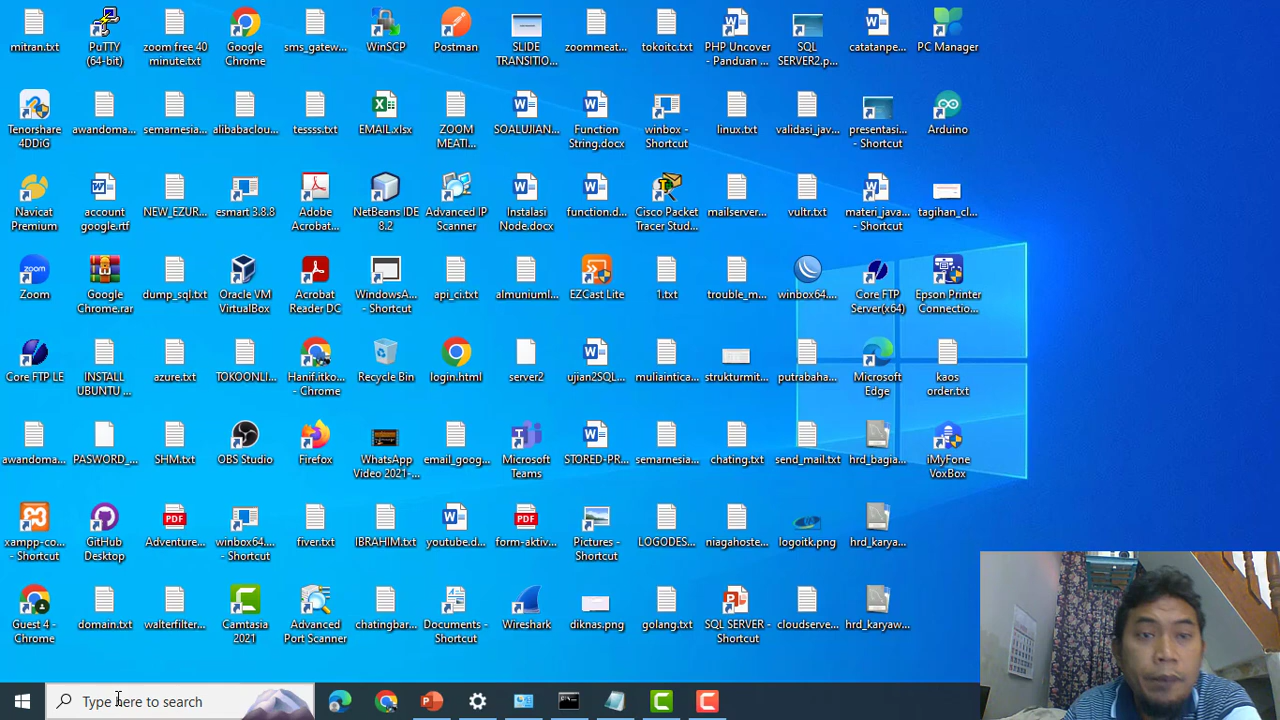 mitran.txt
PuTTY
(64-bit)
zoom free 40
minute.txt
Google
Chrome
sms_gatew...
WinSCP
Postman
SLIDE
TRANSITIO...
zoommeat...
tokoitc.txt
PHP Uncover
- Panduan ...
SQL
SERVER2.p...
catatanpe...
PC Manager
Tenorshare
4DDiG
awandoma...
semarnesia...
alibabaclou...
tessss.txt
EMAIL.xlsx
ZOOM
MEATI...
SOALUJIAN...
Function
String.docx
winbox -
Shortcut
linux.txt
validasi_jav...
presentasi...
- Shortcut
Arduino
Navicat
Premium
account
google.rtf
NEW_EZUR...
esmart 3.8.8
Adobe
Acrobat...
NetBeans IDE
8.2
Advanced IP
Scanner
Instalasi
Node.docx
function.d...
Cisco Packet
Tracer Stud...
mailserver...
vultr.txt
materi_java...
- Shortcut
tagihan_cl...
zoom
Zoom
Google
Chrome.rar
dump_sql.txt
Oracle VM
VirtualBox
Acrobat
Reader DC
WindowsA...
- Shortcut
api_ci.txt
almuniuml...
EZCast Lite
1.txt
trouble_m...
winbox64....
Core FTP
Server(x64)
Epson Printer
Connectio...
Core FTP LE
INSTALL
UBUNTU ...
azure.txt
TOKOONLI...
Hanif.itko...
- Chrome
Recycle Bin
login.html
server2
ujian2SQL...
muliaintica...
strukturmit...
putrabaha...
Microsoft
Edge
kaos
order.txt
awandoma...
PASWORD_...
SHM.txt
OBS Studio
Firefox
WhatsApp
Video 2021-...
email_goog...
Microsoft
Teams
STORED-PR...
semarnesia...
chating.txt
send_mail.txt
hrd_bagia...
iMyFone
VoxBox
xampp-co...
- Shortcut
GitHub
Desktop
PDF
Adventure...
winbox64....
- Shortcut
fiver.txt
IBRAHIM.txt
youtube.d...
PDF
form-aktiv...
Pictures -
Shortcut
LOGODES...
niagahoste...
logoitk.png
hrd_karya...
Guest 4 -
Chrome
domain.txt
walterfilter...
Camtasia
2021
Advanced
Port Scanner
chatingbar...
Documents -
Shortcut
Wireshark
diknas.png
golang.txt
SQL SERVER -
Shortcut
cloudserve...
hrd_karyaw...
Type here to search